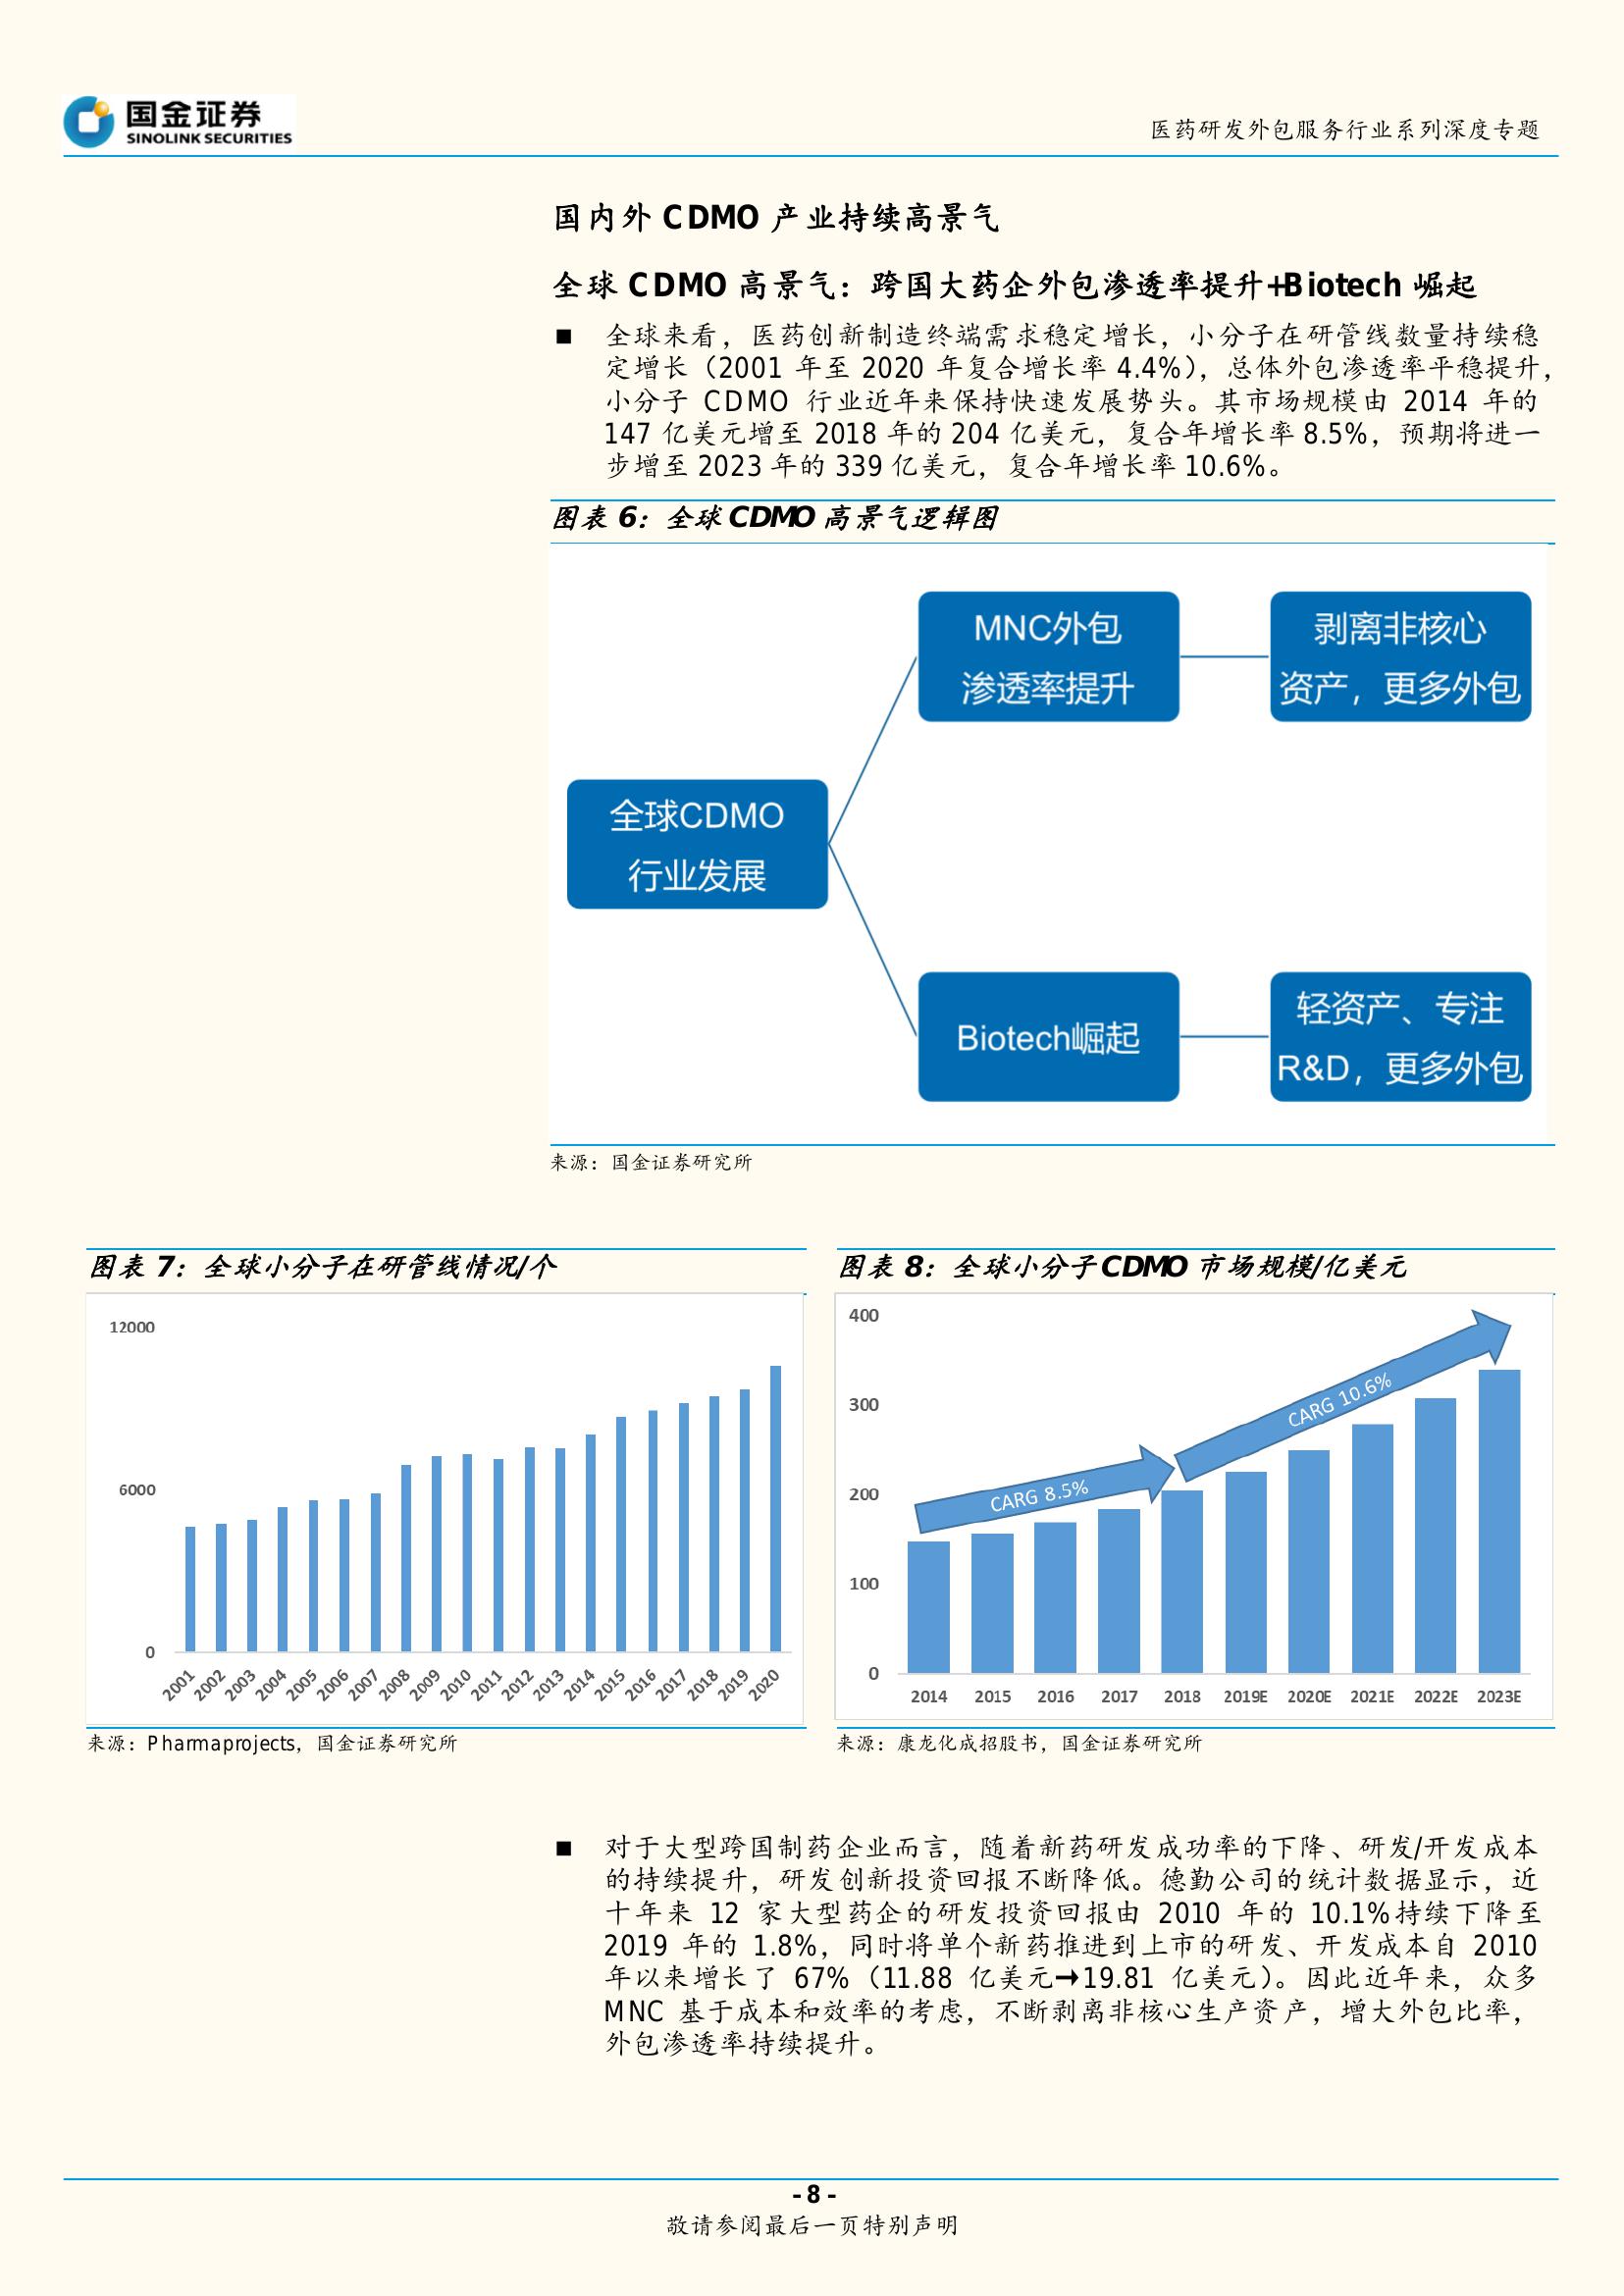 国金证券
SINOLINK SECURITIES
医药研发外包服务行业系列深度专题
国内外 CDMO 产业持续高景气
全球 CDMO 高景气：跨国大药企外包渗透率提升+Biotech 崛起
■ 全球来看，医药创新制造终端需求稳定增长，小分子在研管线数量持续稳
定增长（2001 年至 2020 年复合增长率 4.4%），总体外包渗透率平稳提升，
小分子 CDMO 行业近年来保持快速发展势头。其市场规模由 2014 年的
147 亿美元增至 2018 年的 204 亿美元，复合年增长率 8.5%，预期将进一
步增至 2023 年的 339 亿美元，复合年增长率 10.6%。
图表 6：全球 CDMO 高景气逻辑图
MNC外包
渗透率提升
剥离非核心
资产，更多外包
全球CDMO
行业发展
Biotech崛起
轻资产、专注
R&D，更多外包
来源：国金证券研究所
图表 7：全球小分子在研管线情况/个
12000
6000
0
2001 2002 2003 2004 2005 2006 2007 2008 2009 2010 2011 2012 2013 2014 2015 2016 2017 2018 2019 2020
来源：Pharmaprojects，国金证券研究所
图表 8：全球小分子 CDMO 市场规模/亿美元
400
300
200
100
0
CARG 8.5%
CARG 10.6%
2014 2015 2016 2017 2018 2019E 2020E 2021E 2022E 2023E
来源：康龙化成招股书，国金证券研究所
■ 对于大型跨国制药企业而言，随着新药研发成功率的下降、研发/开发成本
的持续提升，研发创新投资回报不断降低。德勤公司的统计数据显示，近
十年来 12 家大型药企的研发投资回报由 2010 年的 10.1%持续下降至
2019 年的 1.8%，同时将单个新药推进到上市的研发、开发成本自 2010
年以来增长了 67%（11.88 亿美元→19.81 亿美元）。因此近年来，众多
MNC 基于成本和效率的考虑，不断剥离非核心生产资产，增大外包比率，
外包渗透率持续提升。
- 8 -
敬请参阅最后一页特别声明